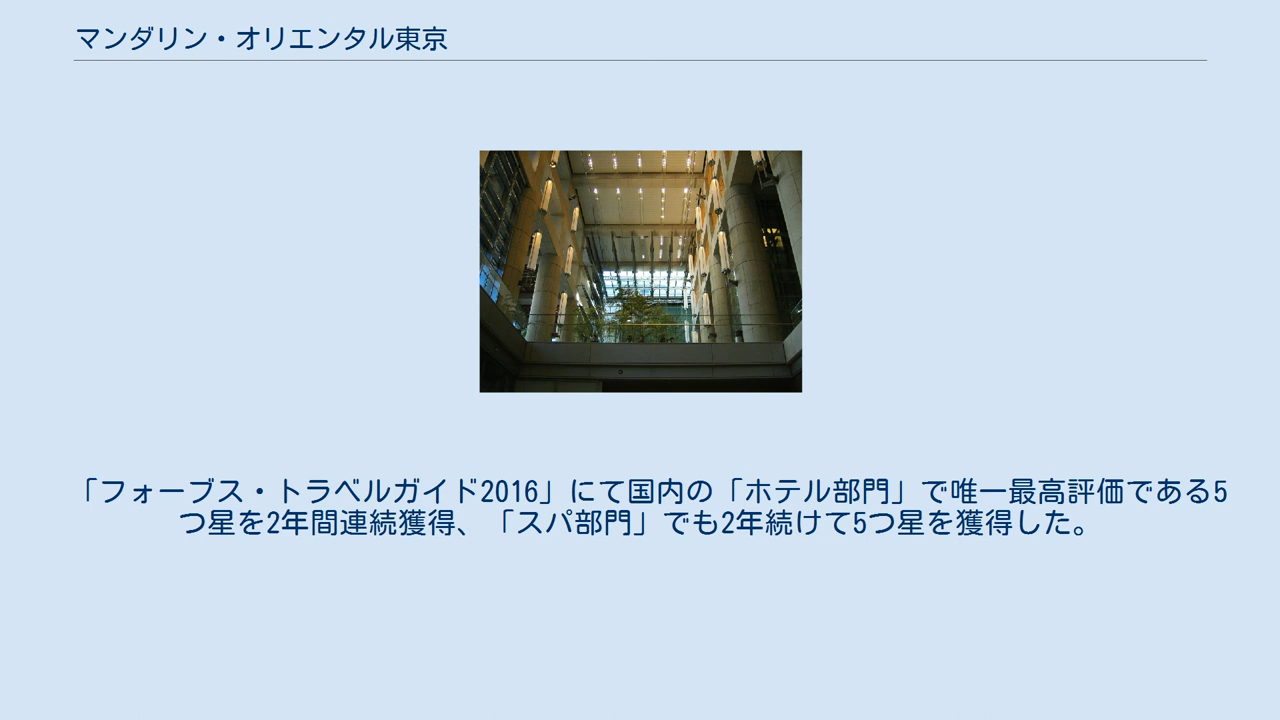 マンダリン・オリエンタル東京
「フォーブス・トラベルガイド2016」にて国内の「ホテル部門」で唯一最高評価である5
つ星を2年間連続獲得、「スパ部門」でも2年続けて5つ星を獲得した。